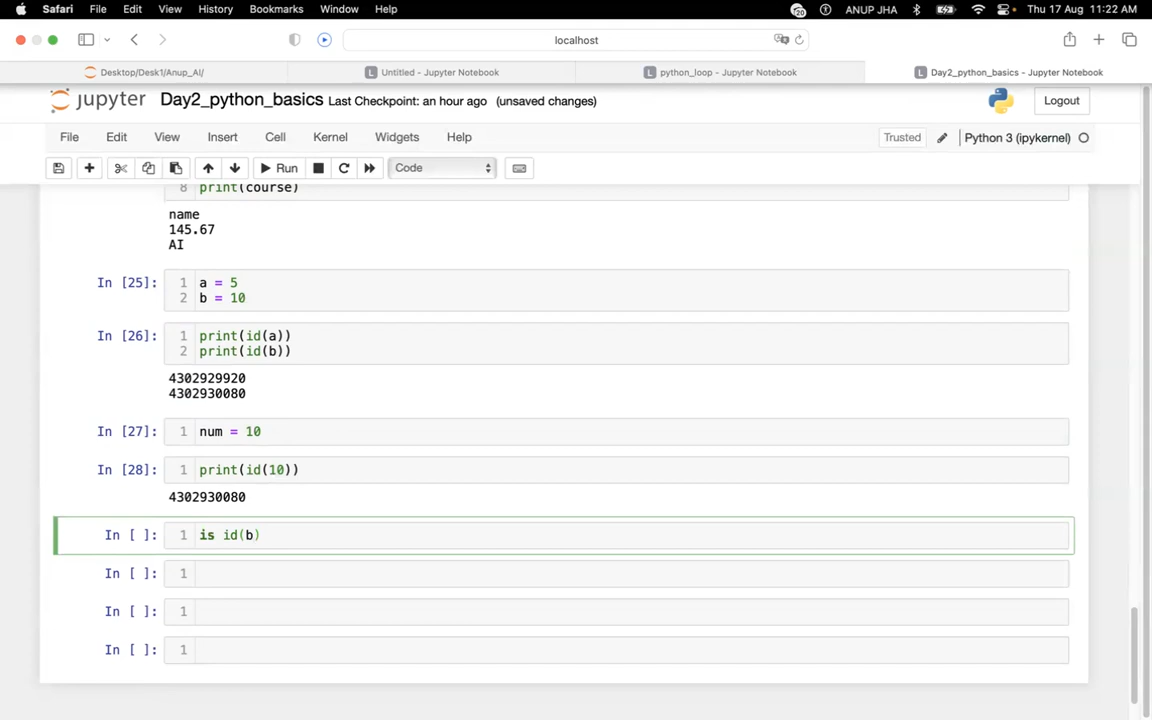 Safari File Edit View History Bookmarks Window Help 20 ANUP JHA Thu 17 Aug 11:22 AM
localhost
Desktop/Desk1/Anup_AI/ L Untitled - Jupyter Notebook L python_loop - Jupyter Notebook L Day2_python_basics - Jupyter Notebook
jupyter Day2_python_basics Last Checkpoint: an hour ago (unsaved changes) Logout
File Edit View Insert Cell Kernel Widgets Help Trusted Python 3 (ipykernel)
Run Code
8 print(course)
name
145.67
AI
In [25]: 1 a = 5
2 b = 10
In [26]: 1 print(id(a))
2 print(id(b))
4302929920
4302930080
In [27]: 1 num = 10
In [28]: 1 print(id(10))
4302930080
In [ ]: 1 is id(b)
In [ ]: 1
In [ ]: 1
In [ ]: 1